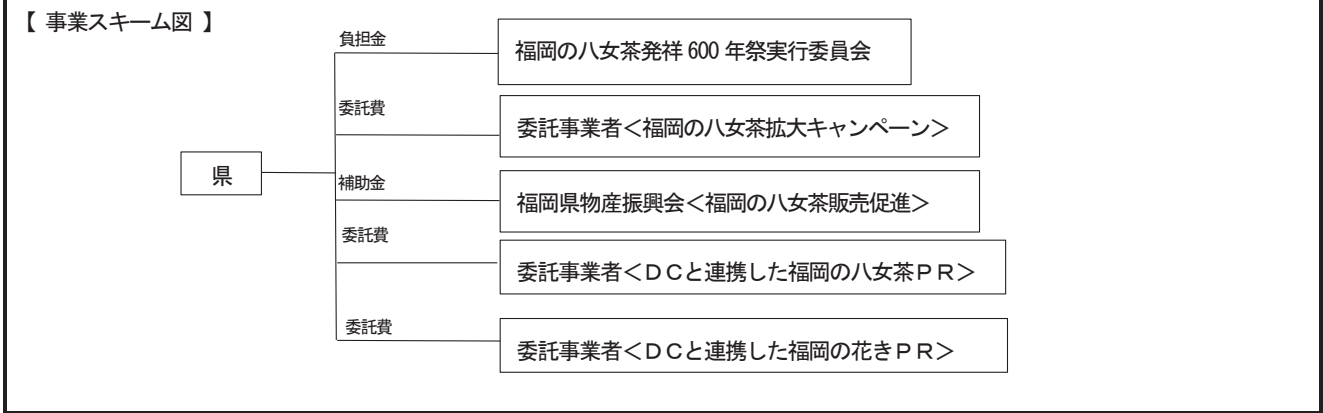 【 事業スキーム図 】
負担金
福岡の八女茶発祥 600 年祭実行委員会
委託費
委託事業者＜福岡の八女茶拡大キャンペーン＞
県
補助金
福岡県物産振興会＜福岡の八女茶販売促進＞
委託費
委託事業者＜ＤＣと連携した福岡の八女茶ＰＲ＞
委託費
委託事業者＜ＤＣと連携した福岡の花きＰＲ＞